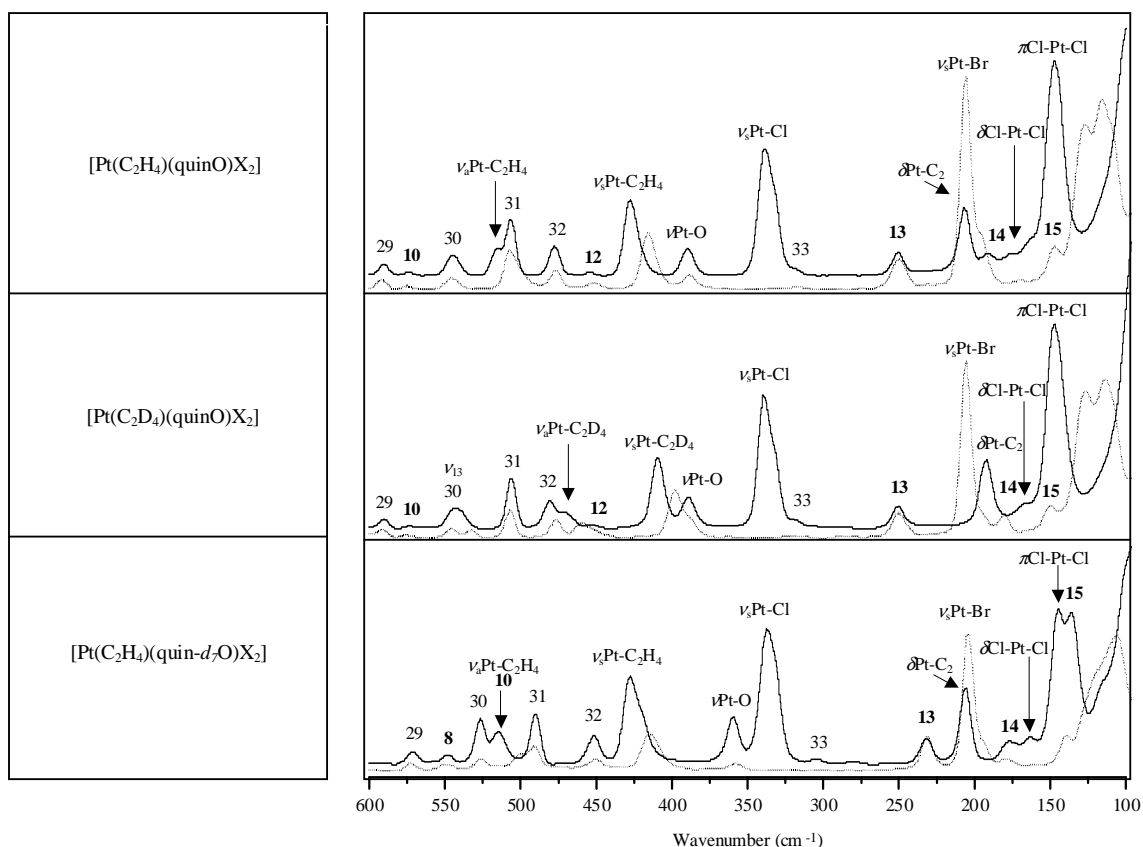 [Pt(C₂H₄)(quinO)X₂]
πCl-Pt-Cl
νₛPt-Br
δCl-Pt-Cl
νₛPt-Cl
δPt-C₂
νₐPt-C₂H₄
νₛPt-C₂H₄
31
29
10
30
32
12
νPt-O
33
13
14
15
[Pt(C₂D₄)(quinO)X₂]
πCl-Pt-Cl
νₛPt-Br
νₛPt-Cl
δCl-Pt-Cl
νₐPt-C₂D₄
νₛPt-C₂D₄
δPt-C₂
ν₁₃
31
νPt-O
29
10
30
32
12
33
13
14
15
[Pt(C₂H₄)(quin-d₇O)X₂]
πCl-Pt-Cl
15
νₛPt-Cl
νₛPt-Br
δCl-Pt-Cl
νₐPt-C₂H₄
νₛPt-C₂H₄
δPt-C₂
10
30
31
νPt-O
29
8
32
33
13
14
600 550 500 450 400 350 300 250 200 150 100
Wavenumber (cm⁻¹)